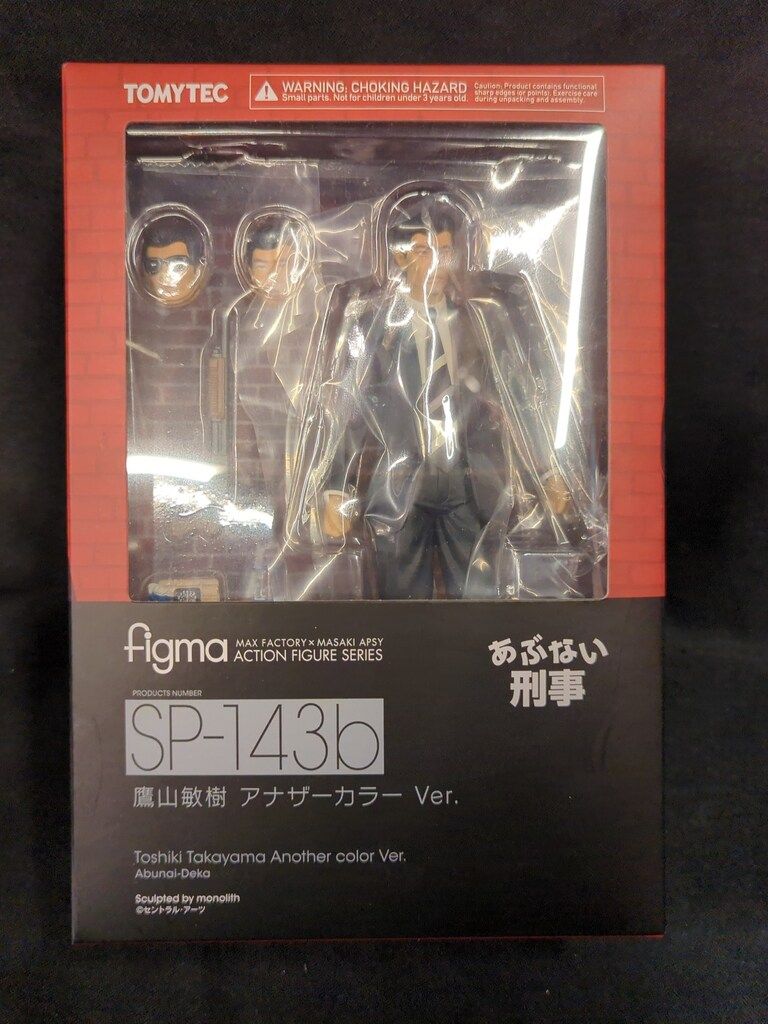 TOMYTEC
WARNING: CHOKING HAZARD
Small parts. Not for children under 3 years old.
Caution: Product contains functional
sharp edges (or points). Exercise care
during unpacking and assembly.
figma
MAX FACTORY × MASAKI APSY
ACTION FIGURE SERIES
あぶない
刑事
PRODUCTS NUMBER
SP-143b
鷹山敏樹 アナザーカラー Ver.
Toshiki Takayama Another color Ver.
Abunai-Deka
Sculpted by monolith
©セントラル・アーツ